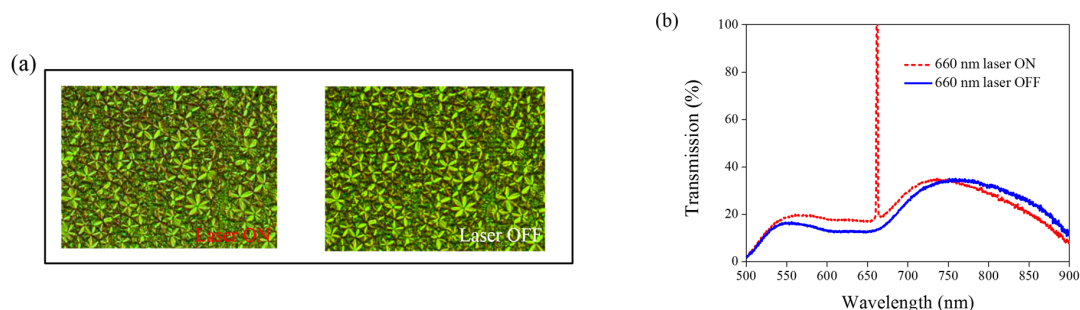 (a)
Laser ON
Laser OFF
(b)
100
80
60
40
20
0
Transmission (%)
660 nm laser ON
660 nm laser OFF
500 550 600 650 700 750 800 850 900
Wavelength (nm)